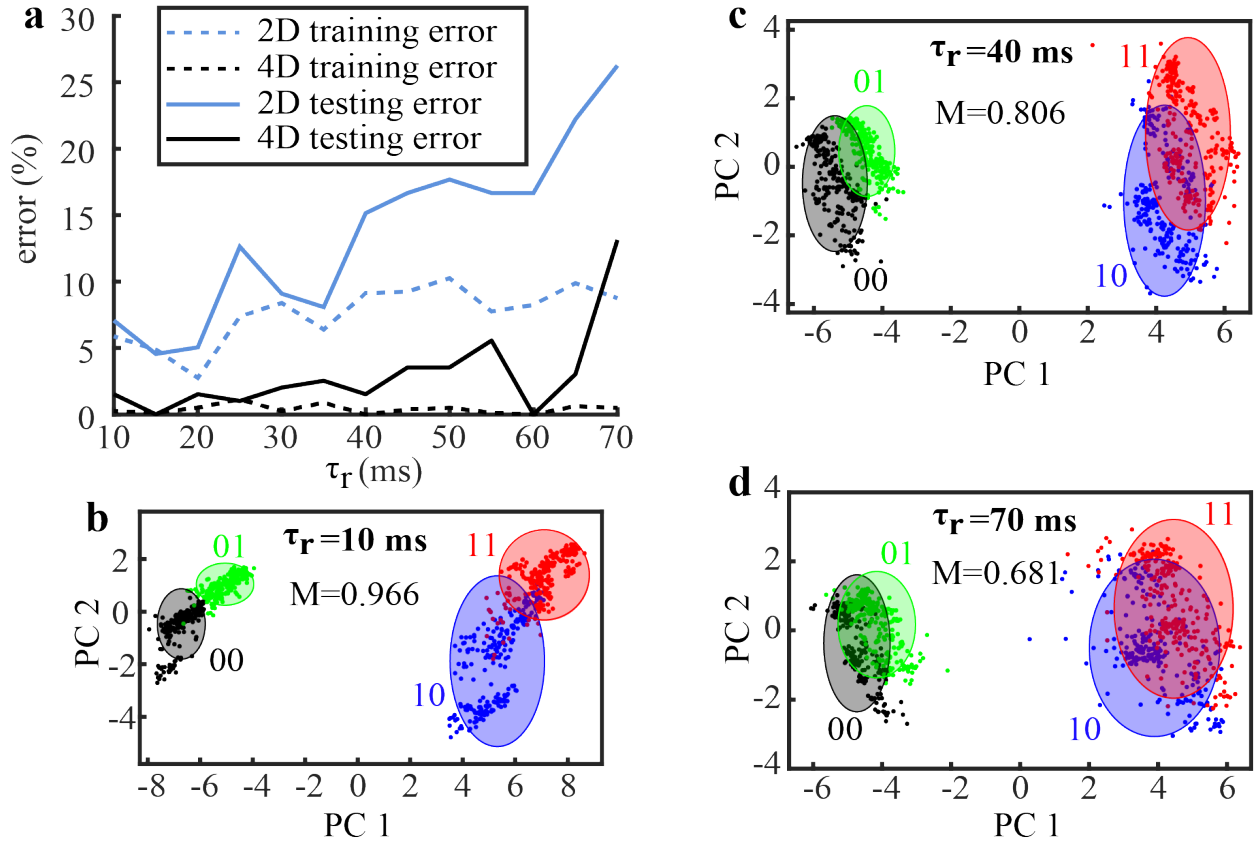 a
30
25
20
15
10
5
0
error (%)
2D training error
4D training error
2D testing error
4D testing error
10 20 30 40 50 60 70
τr (ms)
b
τr =10 ms
M=0.966
01
11
00
10
2
0
-2
-4
PC 2
-8 -6 -4 -2 0 2 4 6 8
PC 1
c
τr =40 ms
M=0.806
01
11
00
10
4
2
0
-2
-4
PC 2
-6 -4 -2 0 2 4 6
PC 1
d
τr =70 ms
M=0.681
01
11
00
10
4
2
0
-2
-4
PC 2
-6 -4 -2 0 2 4 6
PC 1